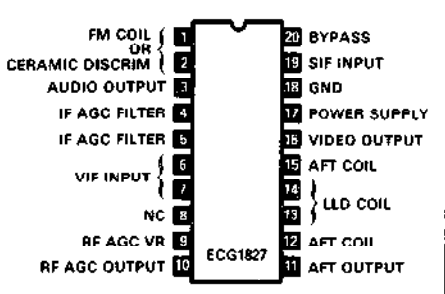 FM COIL
OR
CERAMIC DISCRIM
AUDIO OUTPUT
IF AGC FILTER
IF AGC FILTER
VIF INPUT
NC
RF AGC VR
RF AGC OUTPUT
1
2
3
4
5
6
7
8
9
10
ECG1827
20 BYPASS
19 SIF INPUT
18 GND
17 POWER SUPPLY
16 VIDEO OUTPUT
15 AFT COIL
14
LLD COIL
13
12 AFT COIL
11 AFT OUTPUT